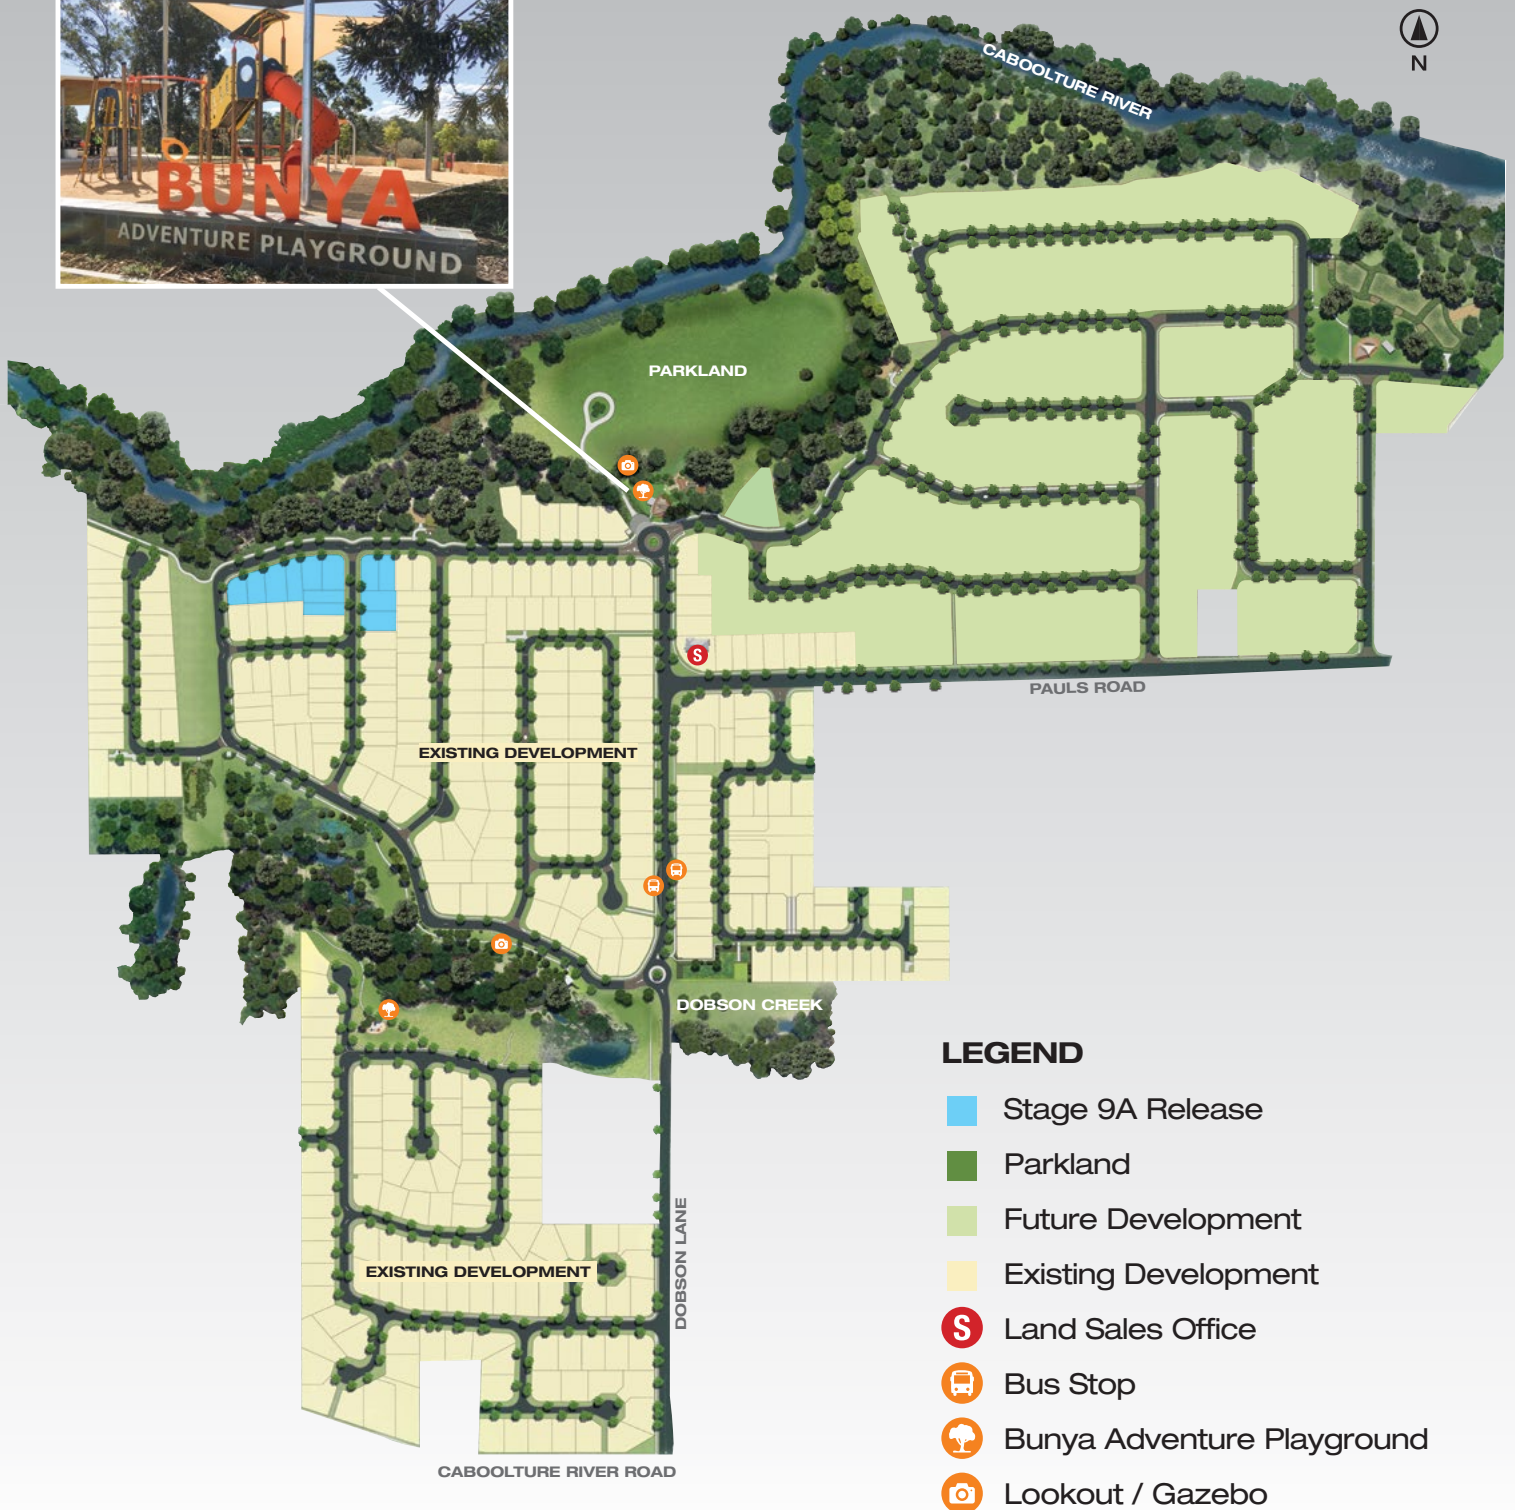 BUNYA
ADVENTURE PLAYGROUND
CABOOLTURE RIVER
N
PARKLAND
S
PAULS ROAD
EXISTING DEVELOPMENT
DOBSON CREEK
DOBSON LANE
EXISTING DEVELOPMENT
CABOOLTURE RIVER ROAD
LEGEND
Stage 9A Release
Parkland
Future Development
Existing Development
S Land Sales Office
Bus Stop
Bunya Adventure Playground
Lookout / Gazebo